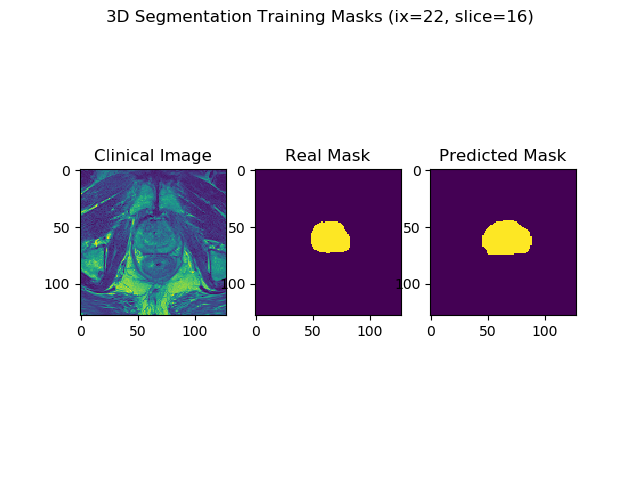 3D Segmentation Training Masks (ix=22, slice=16)
Clinical Image Real Mask Predicted Mask
0 0 0
50 50 50
100 100 100
0 50 100 0 50 100 0 50 100